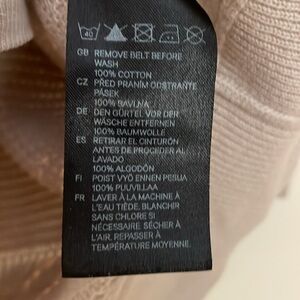 40
GB REMOVE BELT BEFORE
WASH
100% COTTON
CZ PŘED PRANÍM ODSTRAŇTE
PÁSEK
100% BAVLNA
DE DEN GÜRTEL VOR DER
WÄSCHE ENTFERNEN
100% BAUMWOLLE
ES RETIRAR EL CINTURÓN
ANTES DE PROCEDER AL
LAVADO
100% ALGODÓN
FI POIST VYÖ ENNEN PESUA
100% PUUVILLAA
FR LAVER À LA MACHINE À
L'EAU TIÈDE, BLANCHIR
SANS CHLORE SI
NÉCESSAIRE SÉCHER À
L'AIR, REPASSER À
TEMPÉRATURE MOYENNE.